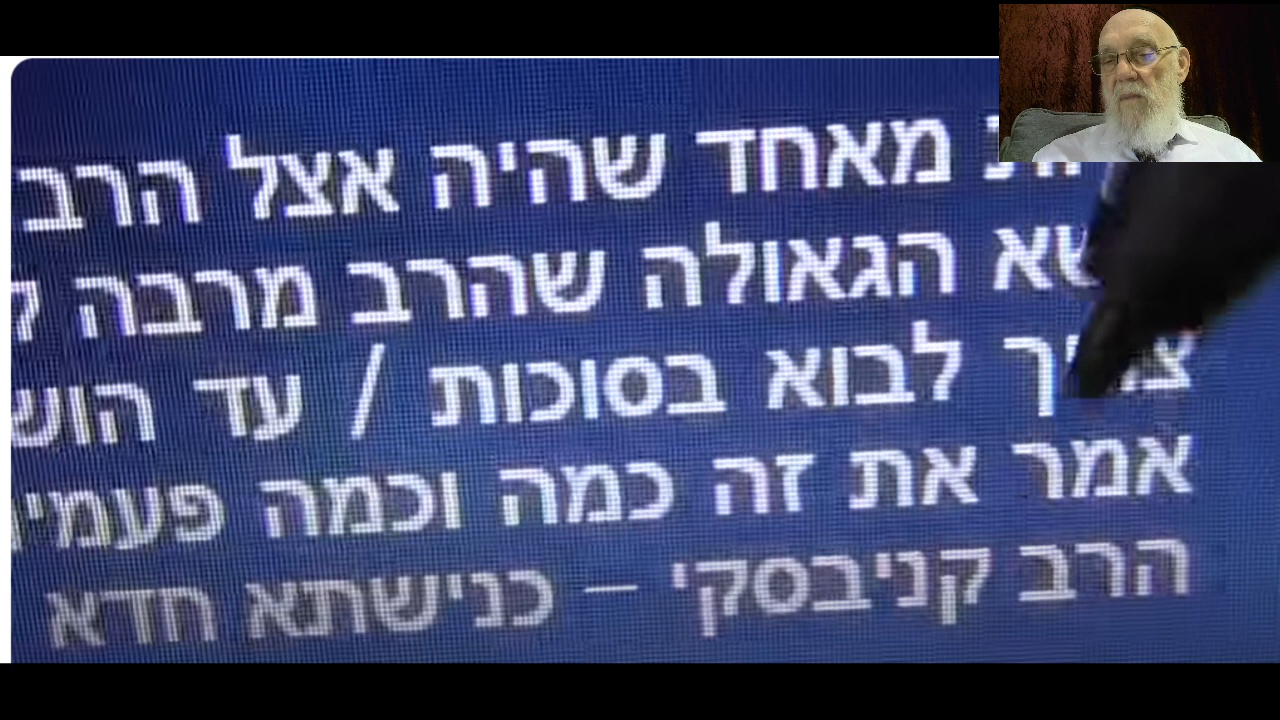 מאחד שהיה אצל הרב
הגאולה שהרב מרבה
לבוא בסוכות / עד
אמר את זה כמה וכמה
הרב קניבסקי – כנישתא חדא